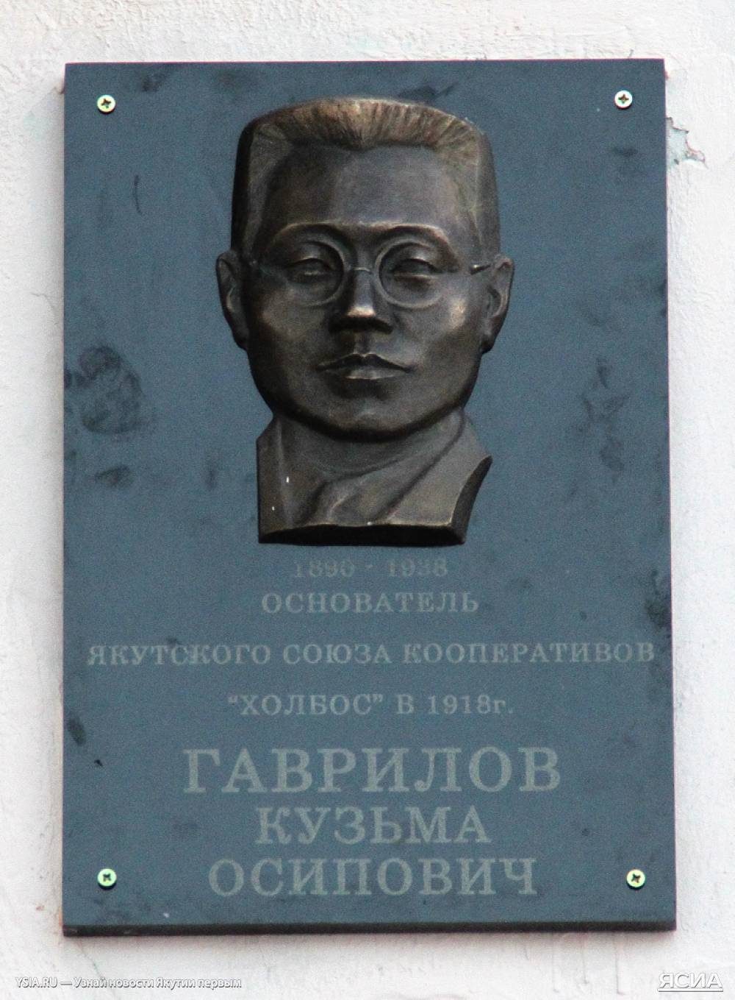 1890 - 1938
ОСНОВАТЕЛЬ
ЯКУТСКОГО СОЮЗА КООПЕРАТИВОВ
"ХОЛБОС" В 1918г.
ГАВРИЛОВ
КУЗЬМА
ОСИПОВИЧ
YSIA.RU — Узнай новости Якутии первым
ЯСИА